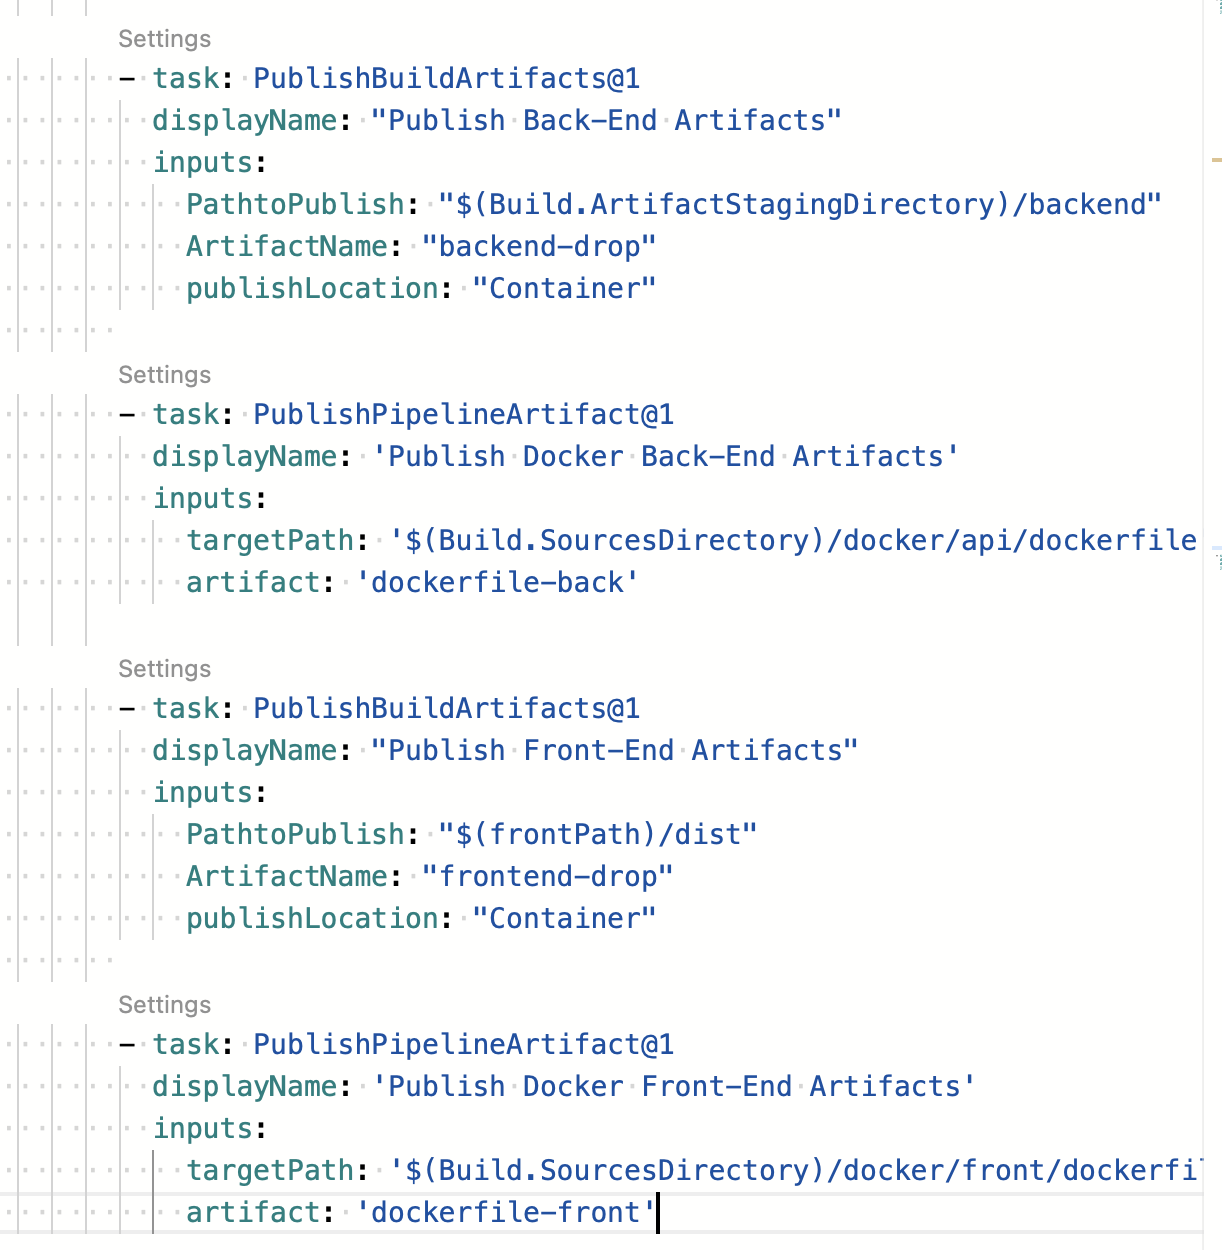 Settings
- task: PublishBuildArtifacts@1
displayName: "Publish Back-End Artifacts"
inputs:
PathtoPublish: "$(Build.ArtifactStagingDirectory)/backend"
ArtifactName: "backend-drop"
publishLocation: "Container"
Settings
- task: PublishPipelineArtifact@1
displayName: 'Publish Docker Back-End Artifacts'
inputs:
targetPath: '$(Build.SourcesDirectory)/docker/api/dockerfile
artifact: 'dockerfile-back'
Settings
- task: PublishBuildArtifacts@1
displayName: "Publish Front-End Artifacts"
inputs:
PathtoPublish: "$(frontPath)/dist"
ArtifactName: "frontend-drop"
publishLocation: "Container"
Settings
- task: PublishPipelineArtifact@1
displayName: 'Publish Docker Front-End Artifacts'
inputs:
targetPath: '$(Build.SourcesDirectory)/docker/front/dockerfi
artifact: 'dockerfile-front'